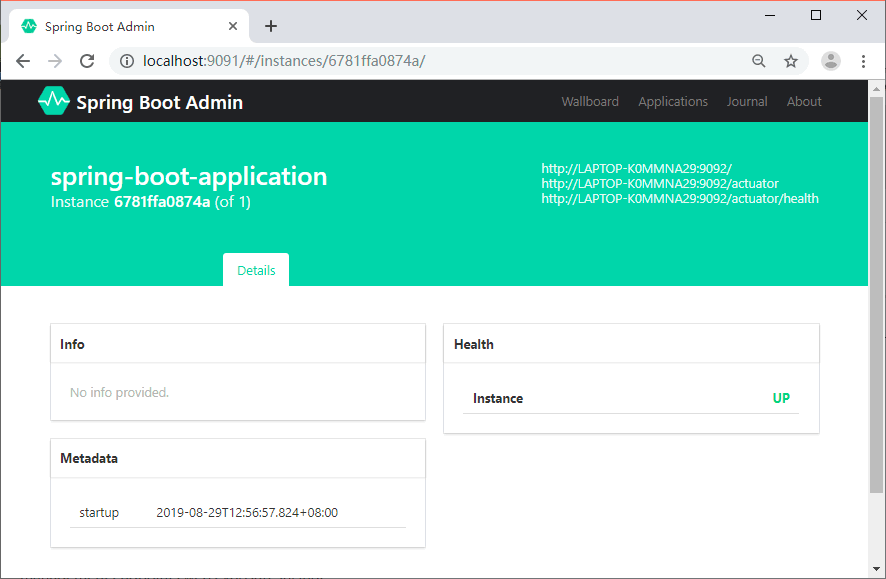 Spring Boot Admin
localhost:9091/#/instances/6781ffa0874a/
Spring Boot Admin
Wallboard Applications Journal About
spring-boot-application
Instance 6781ffa0874a (of 1)
http://LAPTOP-K0MMNA29:9092/
http://LAPTOP-K0MMNA29:9092/actuator
http://LAPTOP-K0MMNA29:9092/actuator/health
Details
Info
No info provided.
Health
Instance UP
Metadata
startup 2019-08-29T12:56:57.824+08:00